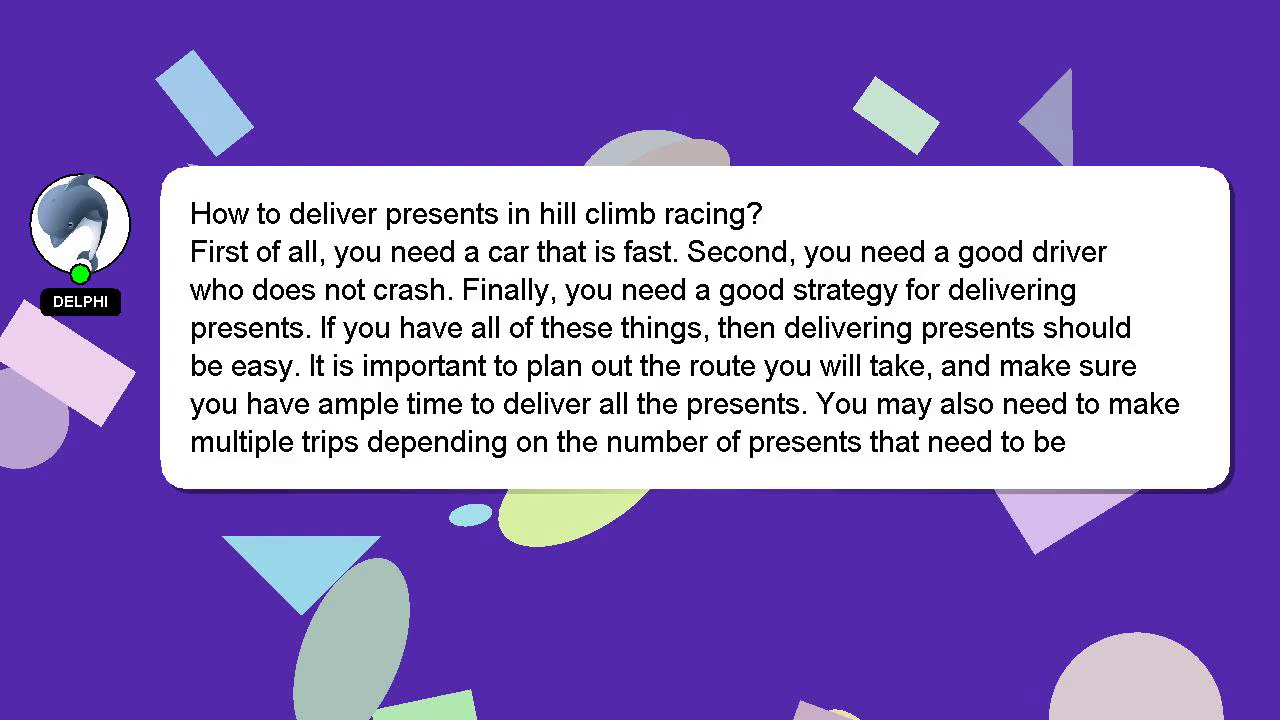 How to deliver presents in hill climb racing?
First of all, you need a car that is fast. Second, you need a good driver
who does not crash. Finally, you need a good strategy for delivering
presents. If you have all of these things, then delivering presents should
be easy. It is important to plan out the route you will take, and make sure
you have ample time to deliver all the presents. You may also need to make
multiple trips depending on the number of presents that need to be
DELPHI